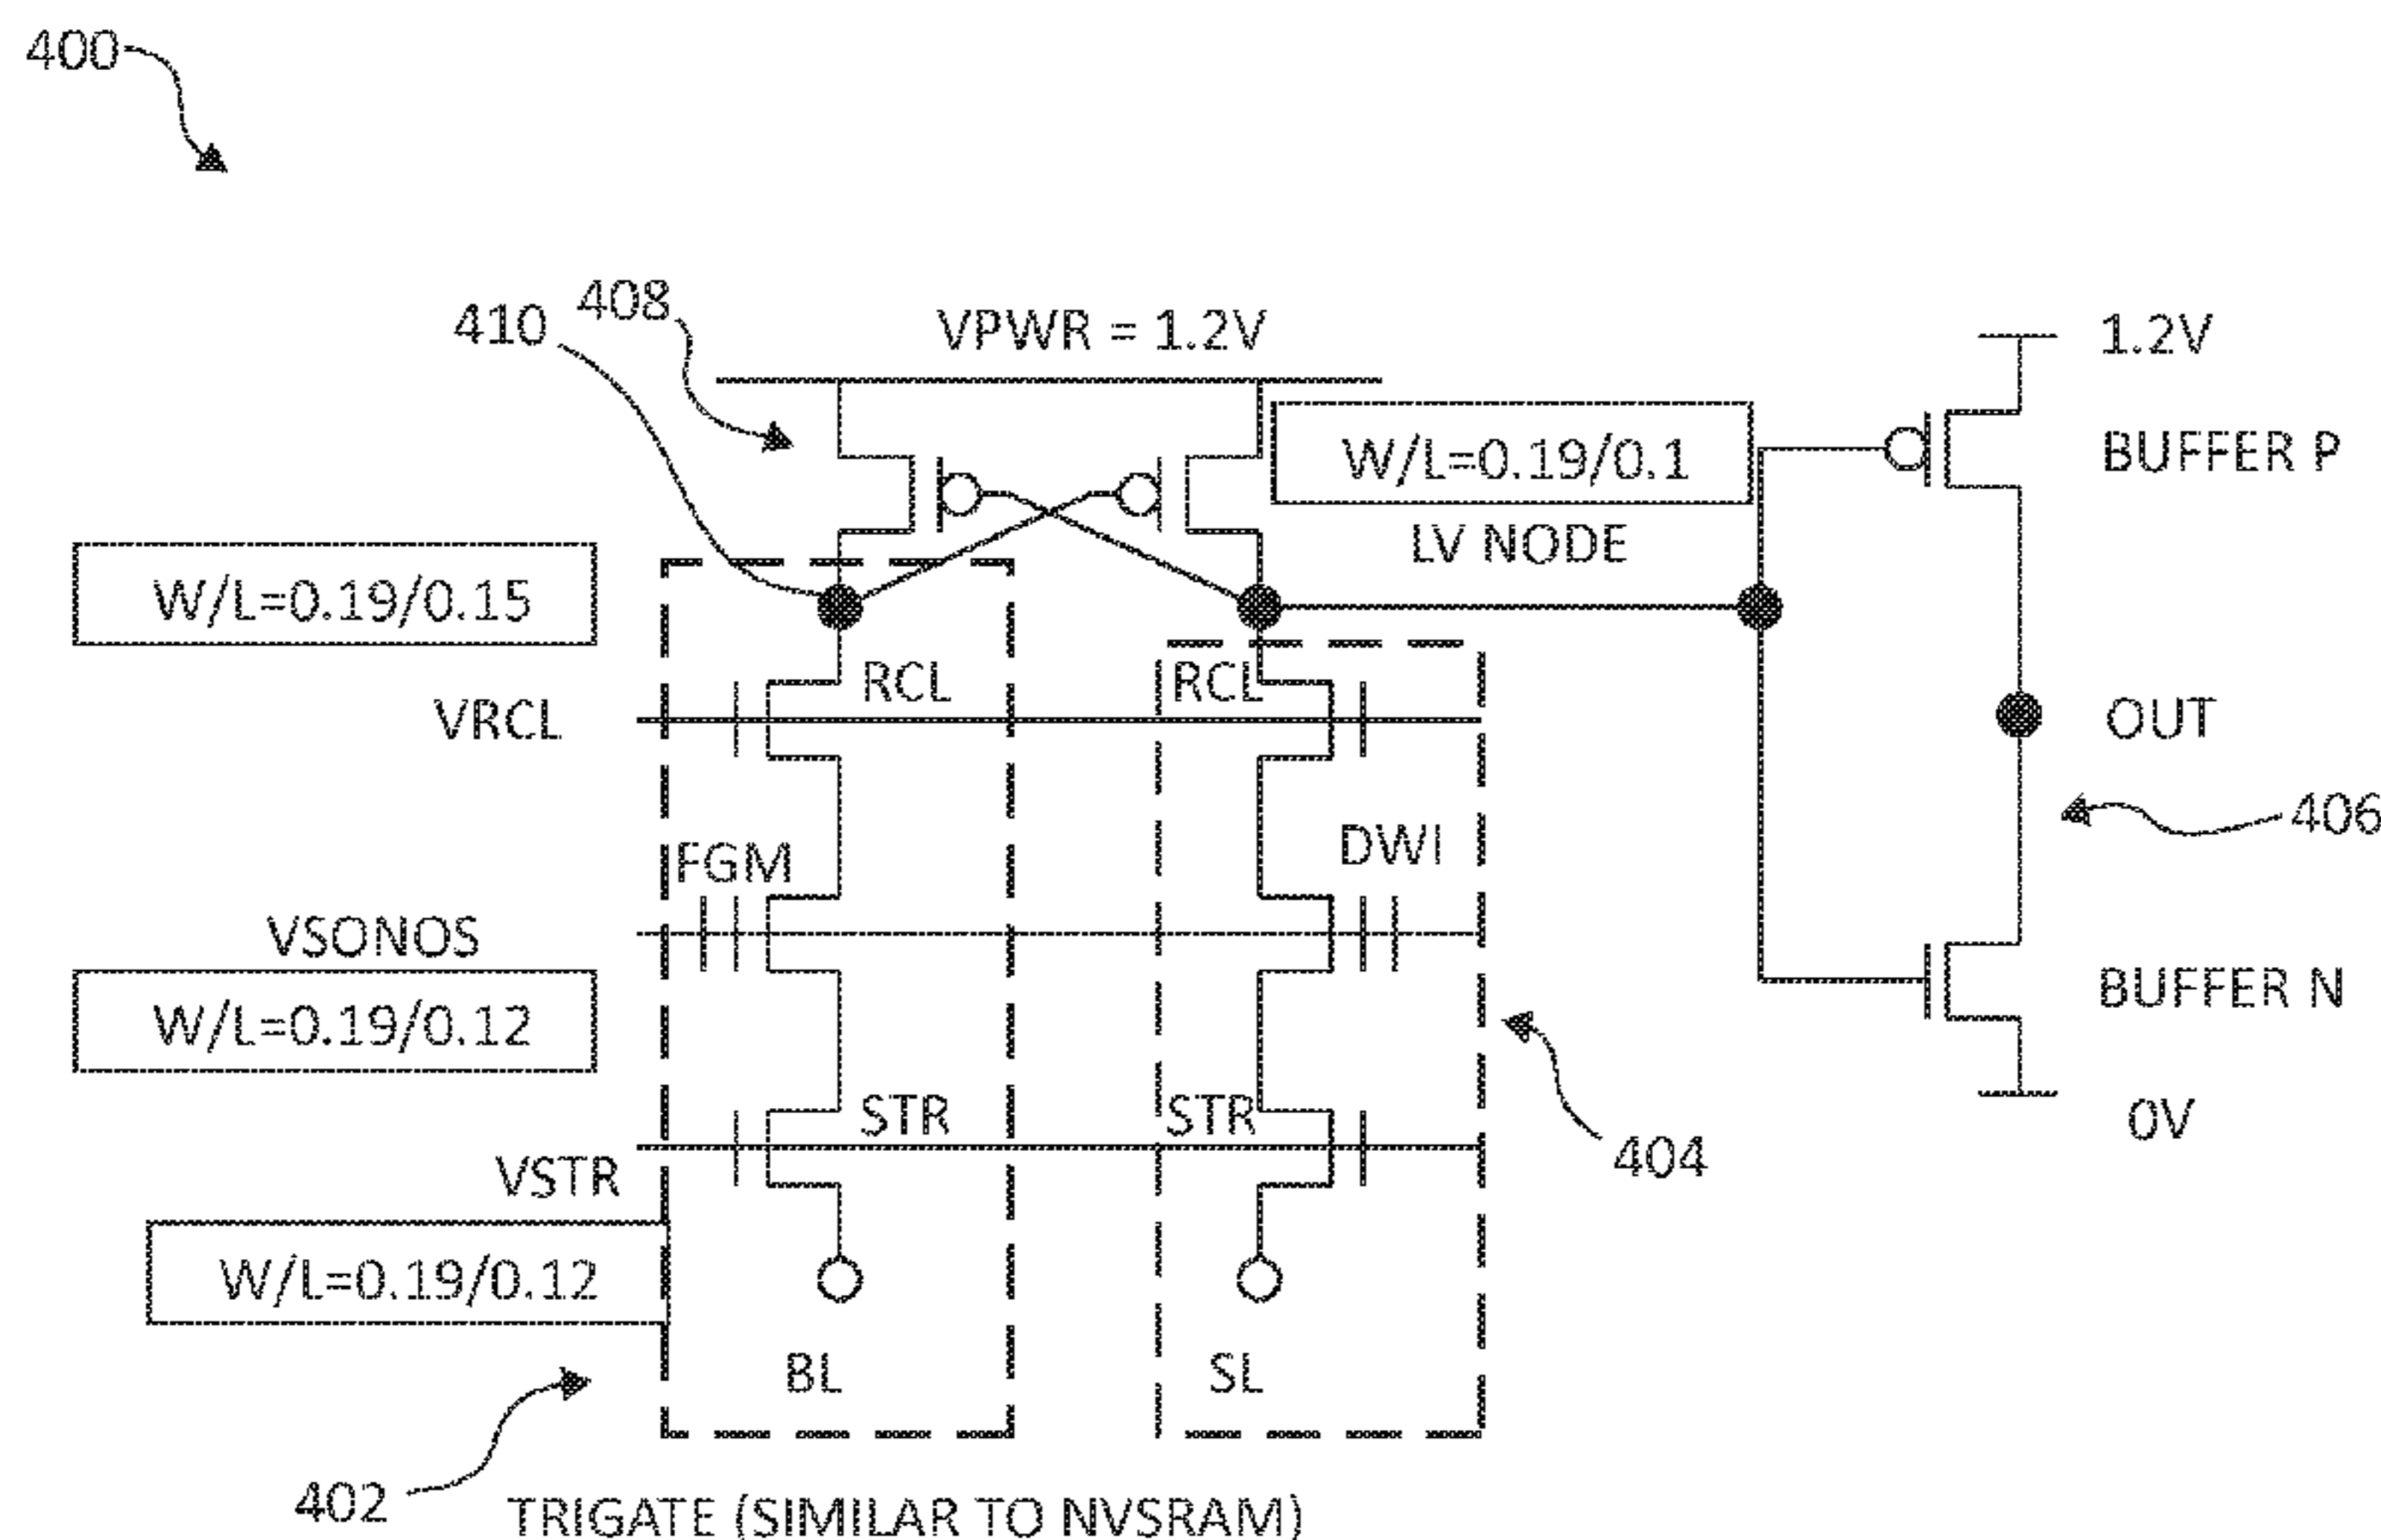 400
408
410
VPWR = 1.2V
1.2V
W/L=0.19/0.1
BUFFER P
LV NODE
W/L=0.19/0.15
RCL
RCL
VRCL
OUT
406
FGM
DWI
VSONOS
W/L=0.19/0.12
BUFFER N
STR
STR
0V
404
VSTR
W/L=0.19/0.12
BL
SL
402
TRIGATE (SIMILAR TO NVSRAM)